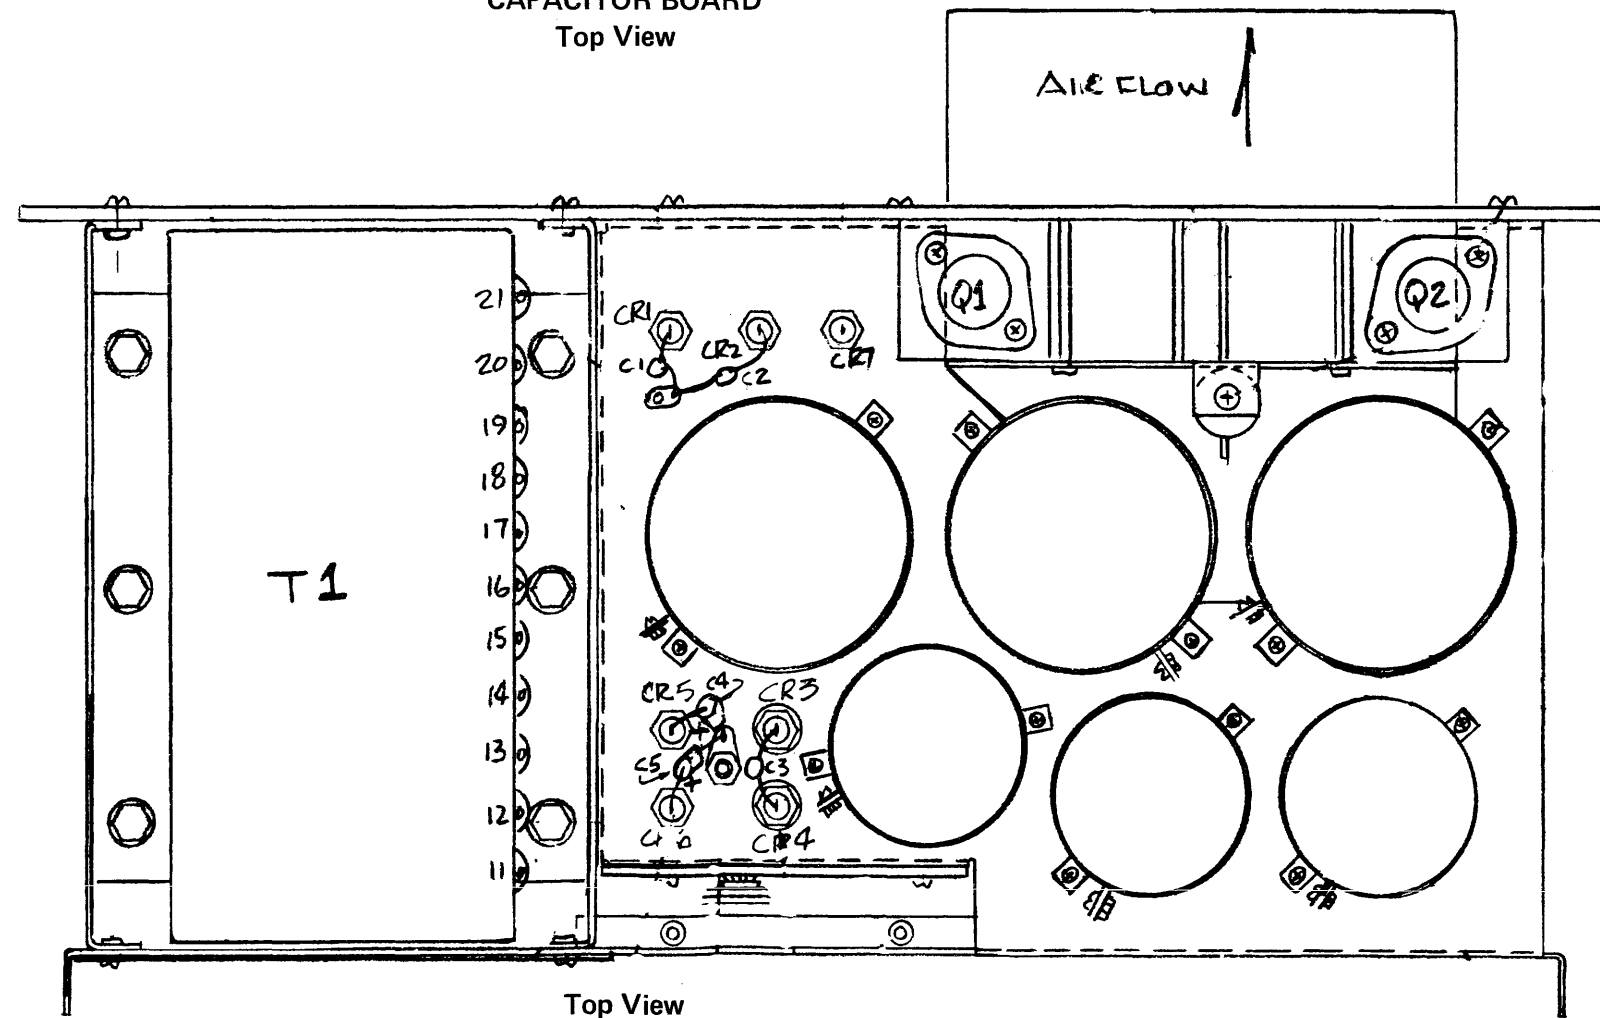 CAPACITOR BOARD
Top View
AIR FLOW
Q1
Q2
21
CR1
20
C1
CR2
C2
CR7
19
18
17
T1
16
15
14
CR5
C4
CR3
13
C5
C3
12
CR4
11
Top View